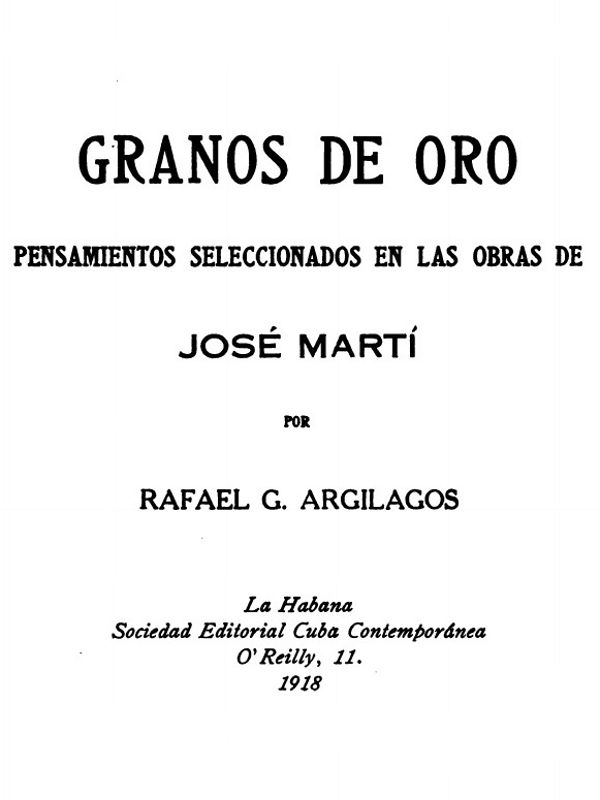 GRANOS DE ORO
PENSAMIENTOS SELECCIONADOS EN LAS OBRAS DE
JOSÉ MARTÍ
POR
RAFAEL G. ARGILAGOS
La Habana
Sociedad Editorial Cuba Contemporánea
O'Reilly, 11.
1918